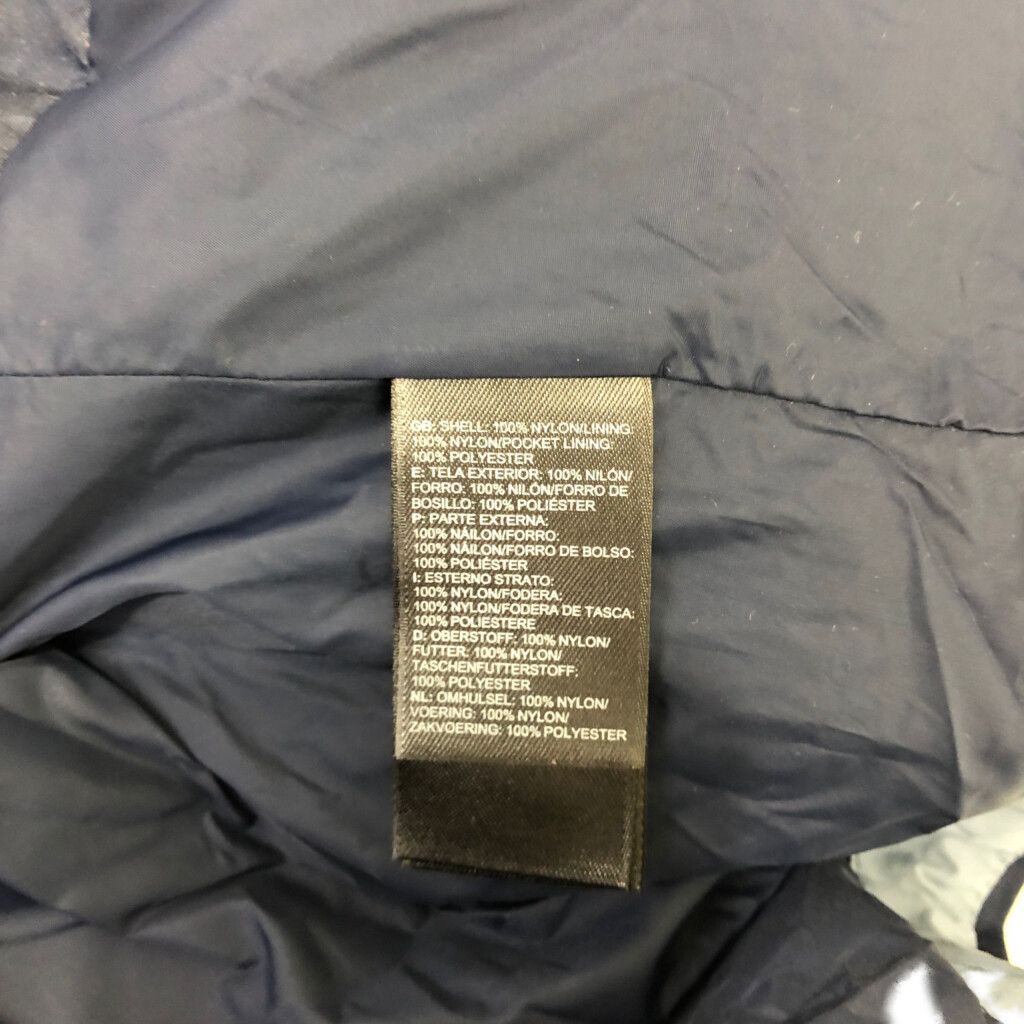 GB: SHELL: 100% NYLON/LINING:
100% NYLON/POCKET LINING:
100% POLYESTER
E: TELA EXTERIOR: 100% NILÓN/
FORRO: 100% NILÓN/FORRO DE
BOSILLO: 100% POLIÉSTER
P: PARTE EXTERNA:
100% NÁILON/FORRO:
100% NÁILON/FORRO DE BOLSO:
100% POLIÉSTER
I: ESTERNO STRATO:
100% NYLON/FODERA:
100% NYLON/FODERA DE TASCA:
100% POLIESTERE
D: OBERSTOFF: 100% NYLON/
FUTTER: 100% NYLON/
TASCHENFUTTERSTOFF:
100% POLYESTER
NL: OMHULSEL: 100% NYLON/
VOERING: 100% NYLON/
ZAKVOERING: 100% POLYESTER